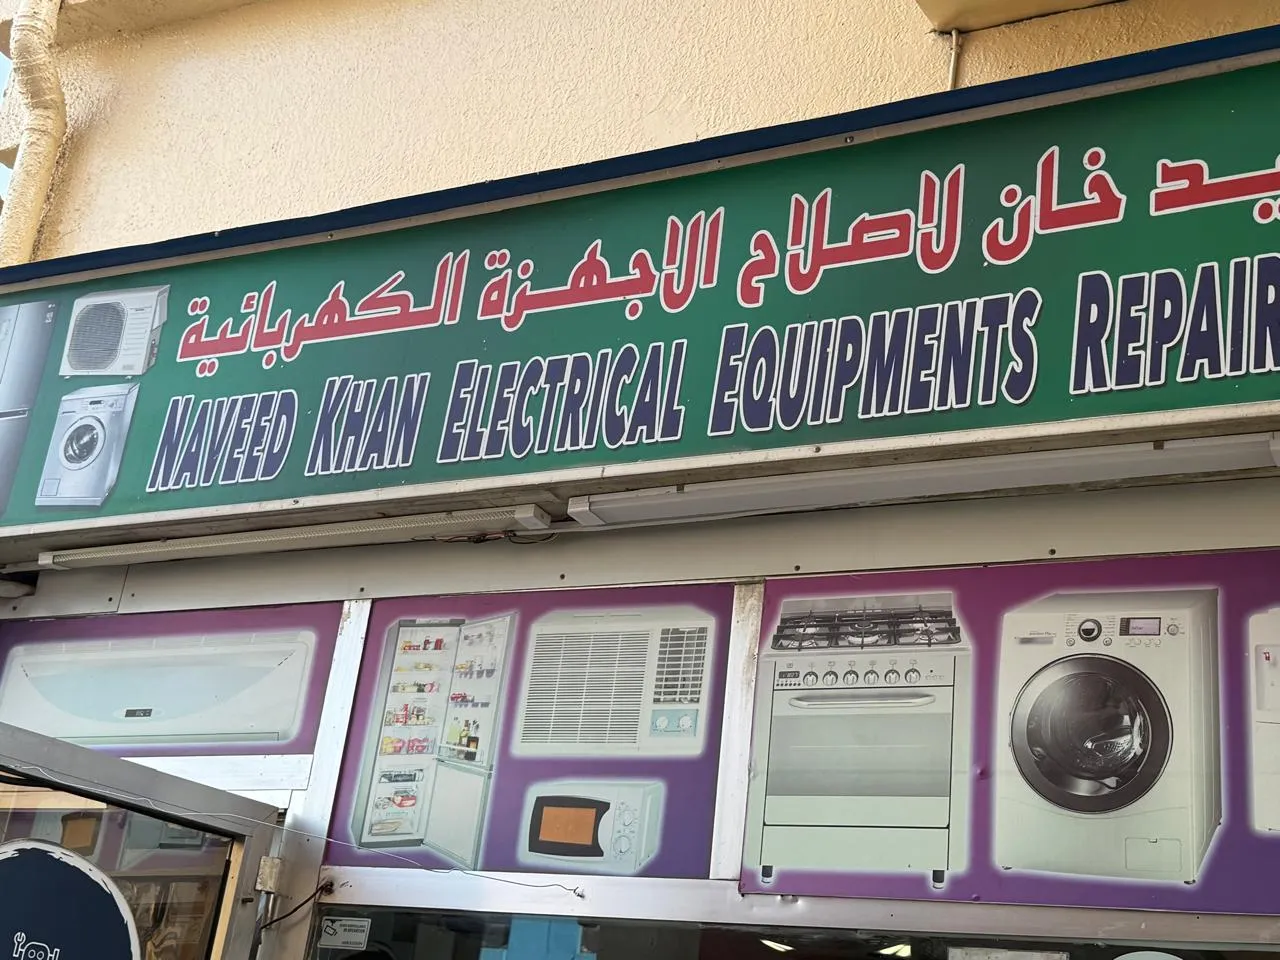 يد خان لاصلاح الاجهزة الكهربائية
NAVEED KHAN ELECTRICAL EQUIPMENTS REPAIR